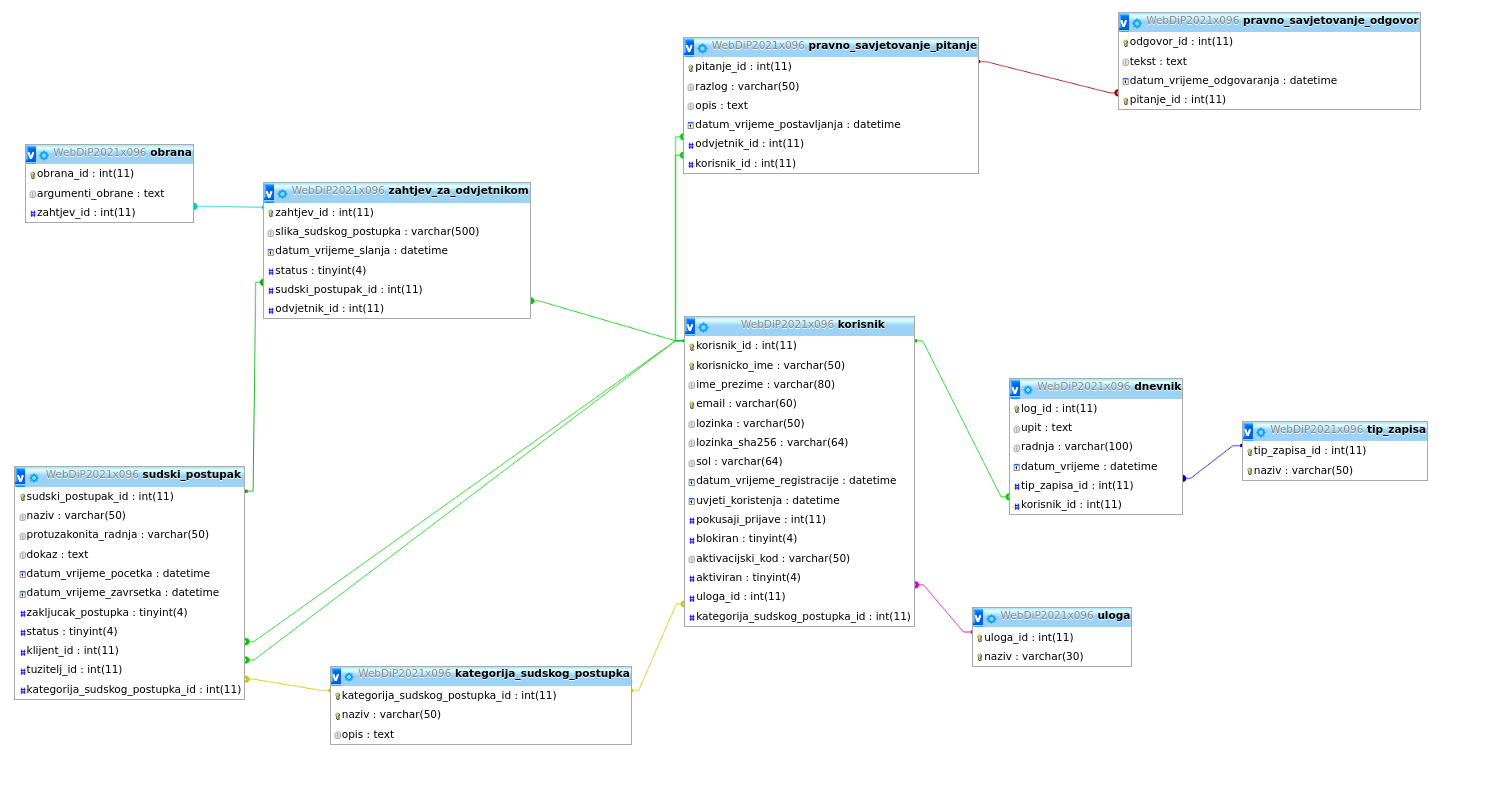 WebDiP2021x096 pravno_savjetovanje_odgovor
odgovor_id : int(11)
tekst : text
datum_vrijeme_odgovaranja : datetime
pitanje_id : int(11)
WebDiP2021x096 pravno_savjetovanje_pitanje
pitanje_id : int(11)
razlog : varchar(50)
opis : text
datum_vrijeme_postavljanja : datetime
odvjetnik_id : int(11)
korisnik_id : int(11)
WebDiP2021x096 obrana
obrana_id : int(11)
argumenti_obrane : text
zahtjev_id : int(11)
WebDiP2021x096 zahtjev_za_odvjetnikom
zahtjev_id : int(11)
slika_sudskog_postupka : varchar(500)
datum_vrijeme_slanja : datetime
status : tinyint(4)
sudski_postupak_id : int(11)
odvjetnik_id : int(11)
WebDiP2021x096 korisnik
korisnik_id : int(11)
korisnicko_ime : varchar(50)
ime_prezime : varchar(80)
email : varchar(60)
lozinka : varchar(50)
lozinka_sha256 : varchar(64)
sol : varchar(64)
datum_vrijeme_registracije : datetime
uvjeti_koristenja : datetime
pokusaji_prijave : int(11)
blokiran : tinyint(4)
aktivacijski_kod : varchar(50)
aktiviran : tinyint(4)
uloga_id : int(11)
kategorija_sudskog_postupka_id : int(11)
WebDiP2021x096 dnevnik
log_id : int(11)
upit : text
radnja : varchar(100)
datum_vrijeme : datetime
tip_zapisa_id : int(11)
korisnik_id : int(11)
WebDiP2021x096 tip_zapisa
tip_zapisa_id : int(11)
naziv : varchar(50)
WebDiP2021x096 sudski_postupak
sudski_postupak_id : int(11)
naziv : varchar(50)
protuzakonita_radnja : varchar(50)
dokaz : text
datum_vrijeme_pocetka : datetime
datum_vrijeme_zavrsetka : datetime
zakljucak_postupka : tinyint(4)
status : tinyint(4)
klijent_id : int(11)
tuzitelj_id : int(11)
kategorija_sudskog_postupka_id : int(11)
WebDiP2021x096 uloga
uloga_id : int(11)
naziv : varchar(30)
WebDiP2021x096 kategorija_sudskog_postupka
kategorija_sudskog_postupka_id : int(11)
naziv : varchar(50)
opis : text